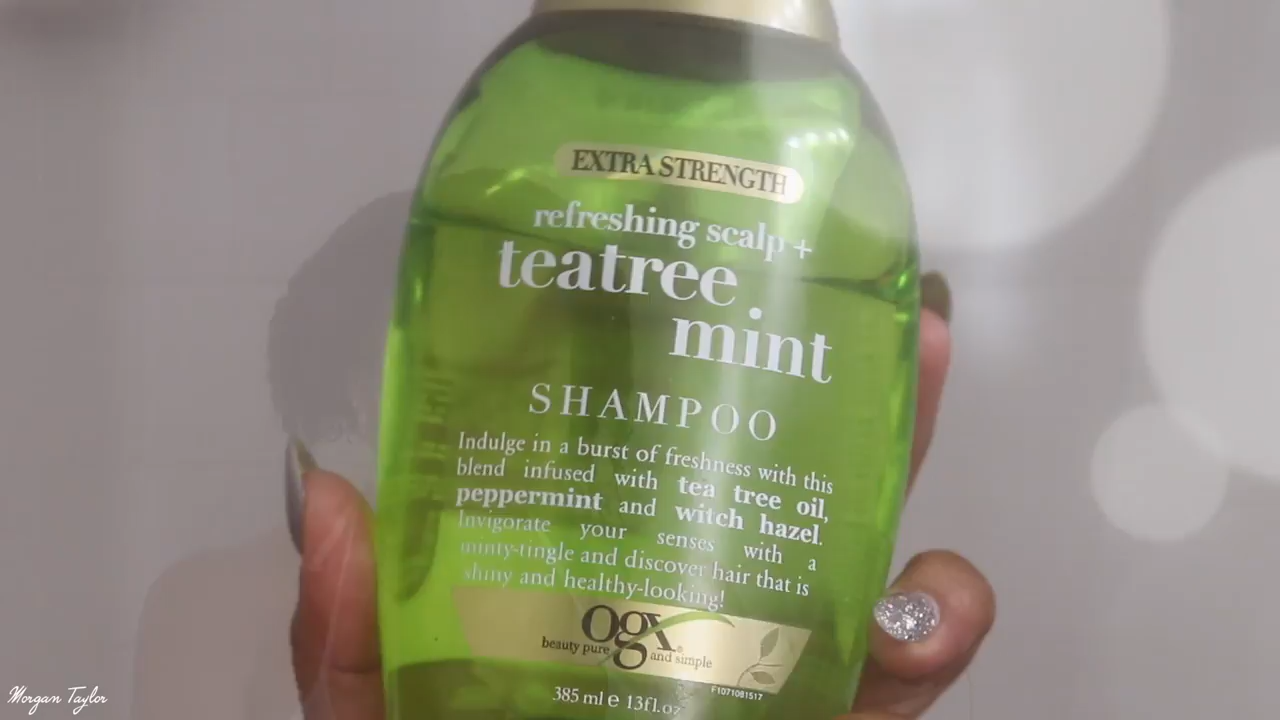 EXTRA STRENGTH
refreshing scalp +
teatree
mint
SHAMPOO
Indulge in a burst of freshness with this
blend infused with tea tree oil,
peppermint and witch hazel.
Invigorate your senses with a
minty-tingle and discover hair that is
shiny and healthy-looking!
ogx®
beauty pure and simple
F1071081517
385 ml e 13fl.oz
Morgan Taylor